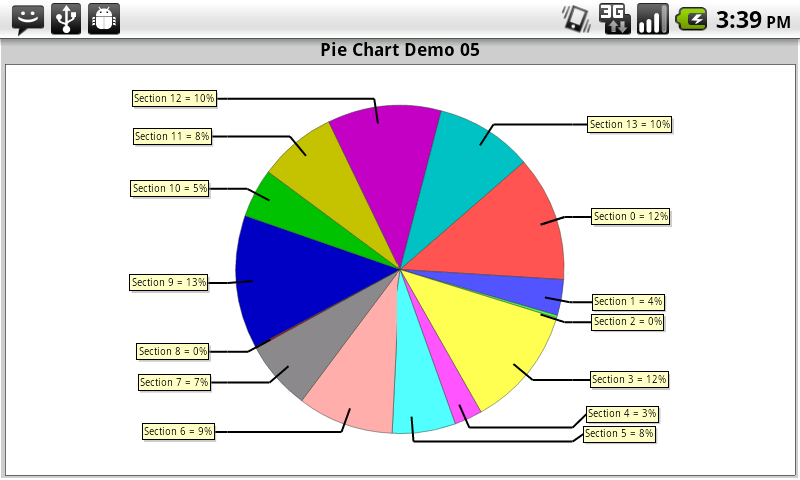 3G
3:39 PM
Pie Chart Demo 05
Section 12 = 10%
Section 13 = 10%
Section 11 = 8%
Section 10 = 5%
Section 0 = 12%
Section 9 = 13%
Section 1 = 4%
Section 2 = 0%
Section 8 = 0%
Section 7 = 7%
Section 3 = 12%
Section 4 = 3%
Section 6 = 9%
Section 5 = 8%